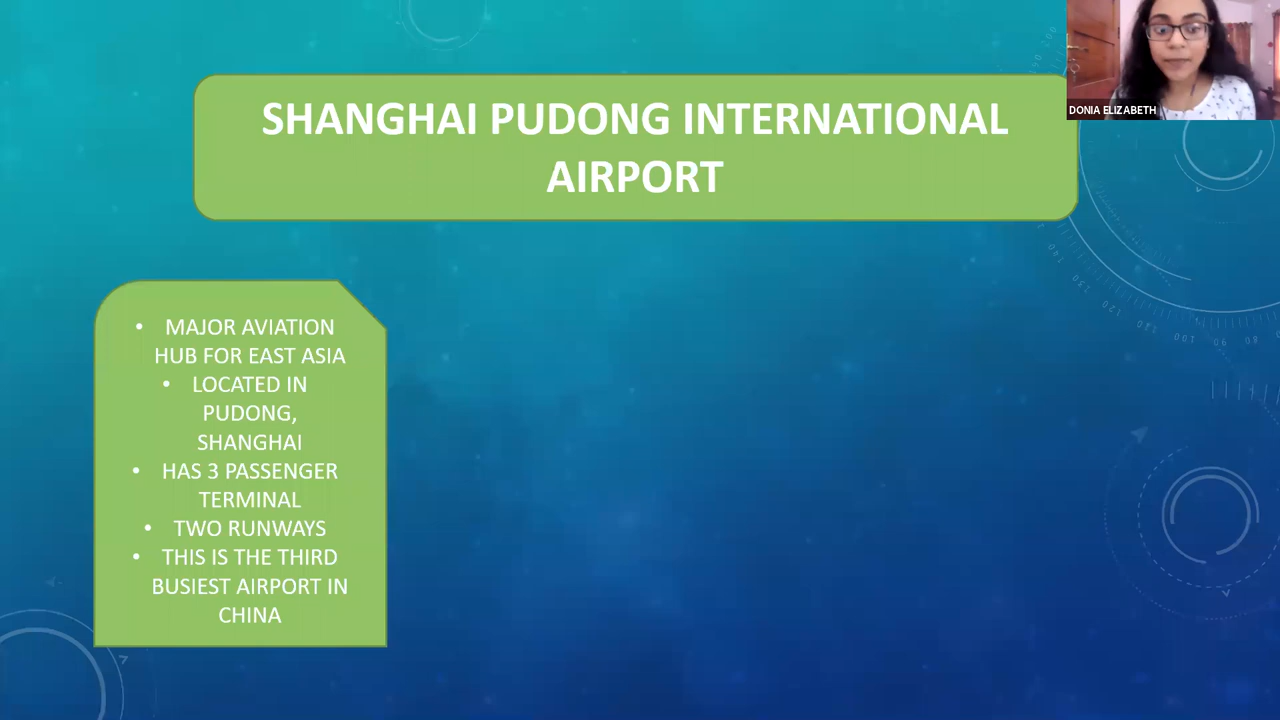 SHANGHAI PUDONG INTERNATIONAL
AIRPORT
DONIA ELIZABETH
• MAJOR AVIATION
HUB FOR EAST ASIA
• LOCATED IN
PUDONG,
SHANGHAI
• HAS 3 PASSENGER
TERMINAL
• TWO RUNWAYS
• THIS IS THE THIRD
BUSIEST AIRPORT IN
CHINA